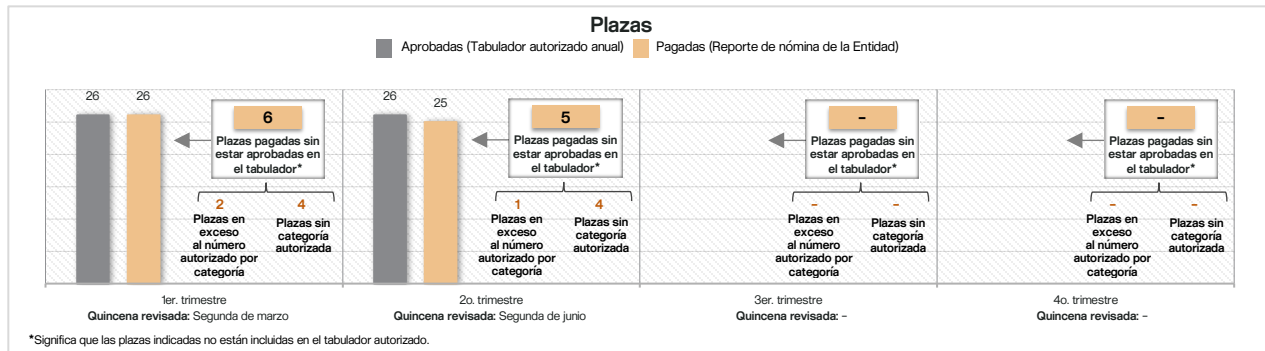 Plazas
Aprobadas (Tabulador autorizado anual)
Pagadas (Reporte de nómina de la Entidad)
26
26
6
Plazas pagadas sin
estar aprobadas en
el tabulador*
2
Plazas en
exceso
al número
autorizado por
categoría
4
Plazas sin
categoría
autorizada
1er. trimestre
Quincena revisada: Segunda de marzo
26
25
5
Plazas pagadas sin
estar aprobadas en
el tabulador*
1
Plazas en
exceso
al número
autorizado por
categoría
4
Plazas sin
categoría
autorizada
2o. trimestre
Quincena revisada: Segunda de junio
–
Plazas pagadas sin
estar aprobadas en
el tabulador*
–
Plazas en
exceso
al número
autorizado por
categoría
–
Plazas sin
categoría
autorizada
3er. trimestre
Quincena revisada: –
–
Plazas pagadas sin
estar aprobadas en
el tabulador*
–
Plazas en
exceso
al número
autorizado por
categoría
–
Plazas sin
categoría
autorizada
4o. trimestre
Quincena revisada: –
*Significa que las plazas indicadas no están incluidas en el tabulador autorizado.